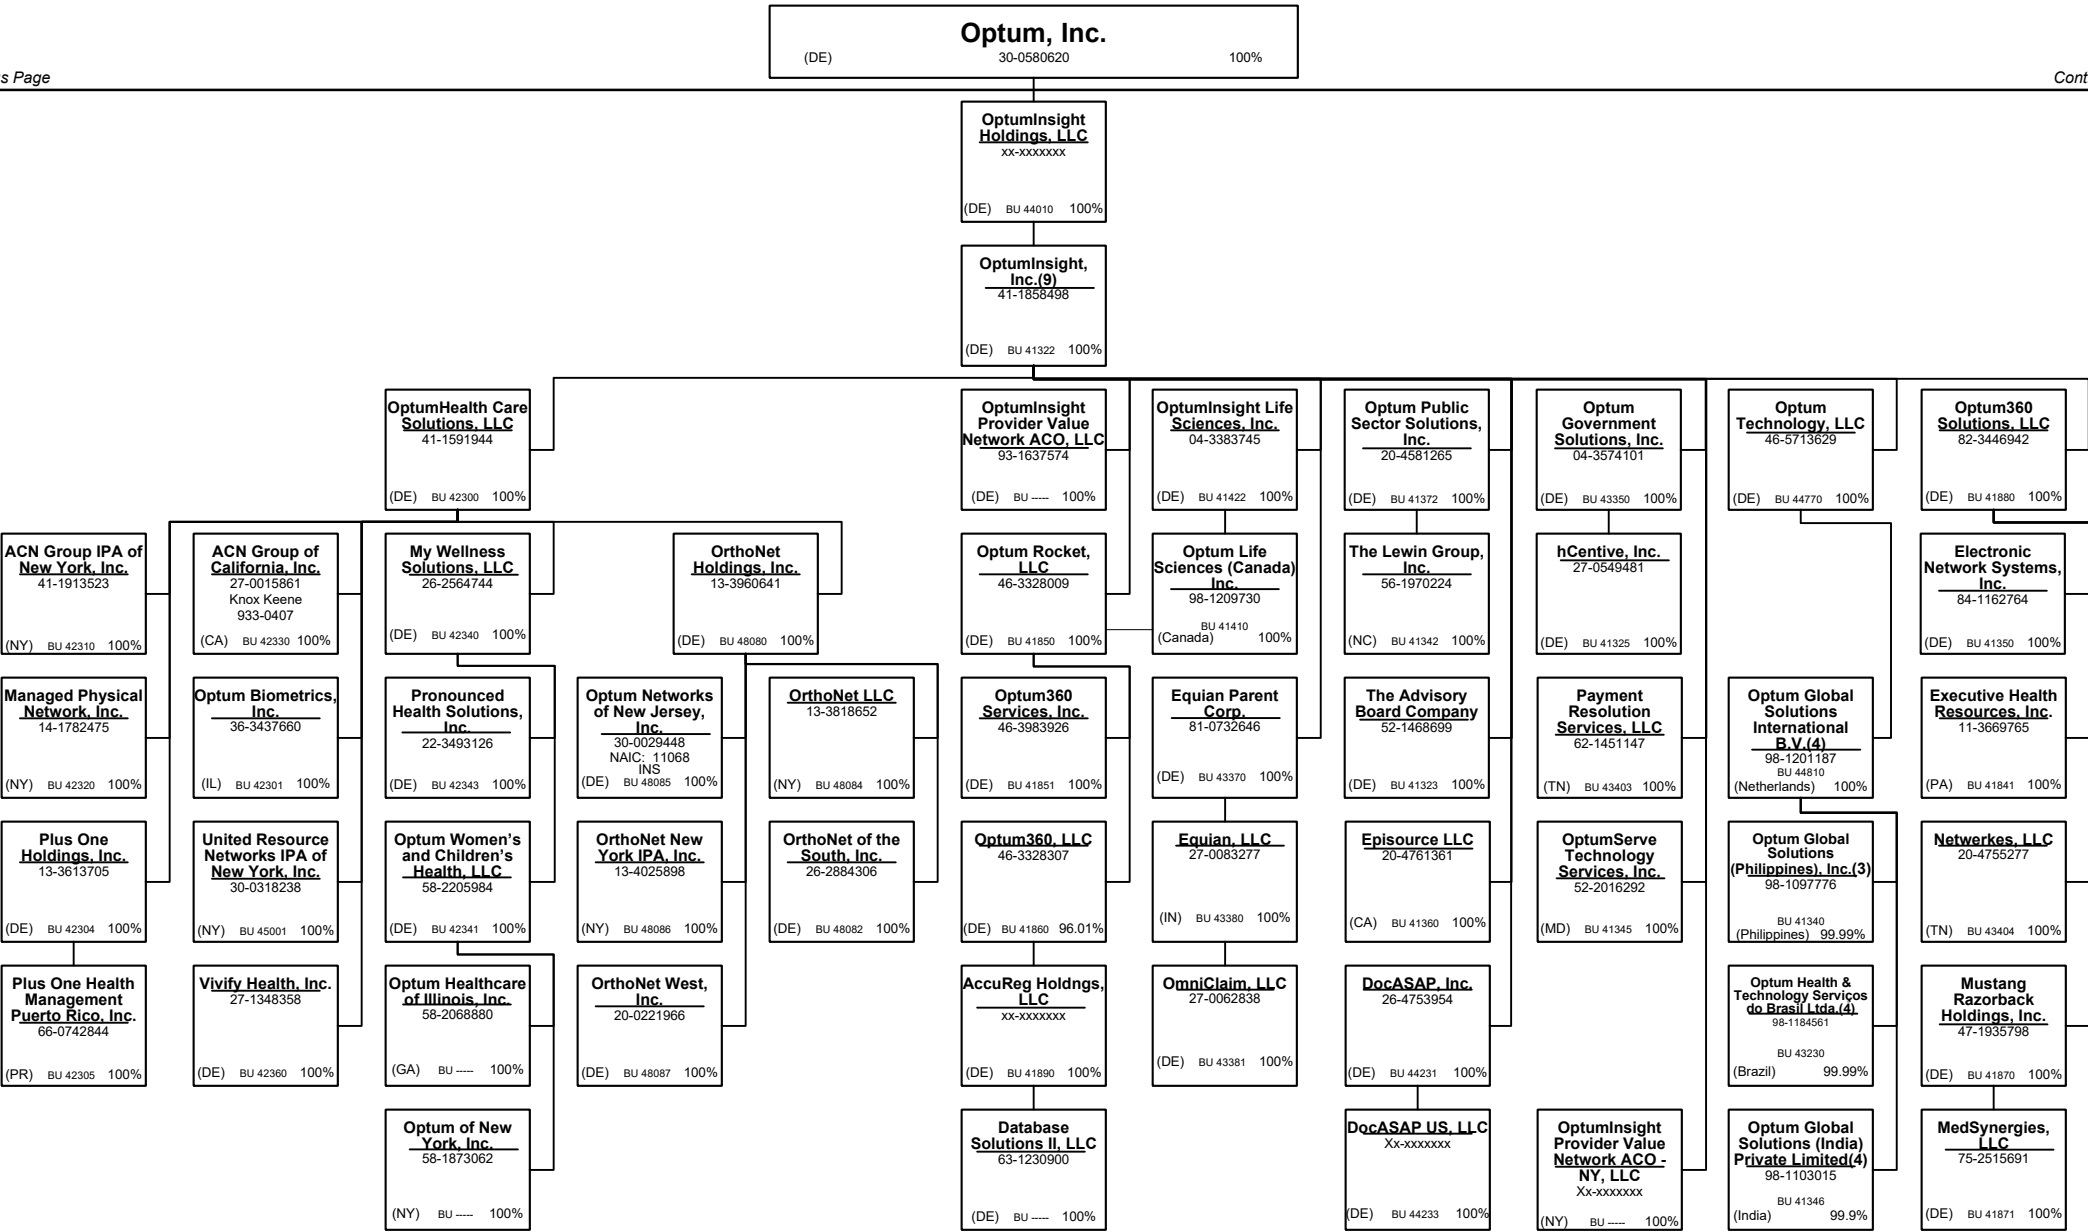 Optum, Inc.
(DE) 30-0580620 100%
s Page
Cont
OptumInsight
Holdings, LLC
xx-xxxxxxx
(DE) BU 44010 100%
OptumInsight,
Inc.(9)
41-1858498
(DE) BU 41322 100%
OptumHealth Care
Solutions, LLC
41-1591944
(DE) BU 42300 100%
OptumInsight
Provider Value
Network ACO, LLC
93-1637574
(DE) BU ----- 100%
OptumInsight Life
Sciences, Inc.
04-3383745
(DE) BU 41422 100%
Optum Public
Sector Solutions,
Inc.
20-4581265
(DE) BU 41372 100%
Optum
Government
Solutions, Inc.
04-3574101
(DE) BU 43350 100%
Optum
Technology, LLC
46-5713629
(DE) BU 44770 100%
Optum360
Solutions, LLC
82-3446942
(DE) BU 41880 100%
ACN Group IPA of
New York, Inc.
41-1913523
(NY) BU 42310 100%
ACN Group of
California, Inc.
27-0015861
Knox Keene
933-0407
(CA) BU 42330 100%
My Wellness
Solutions, LLC
26-2564744
(DE) BU 42340 100%
OrthoNet
Holdings, Inc.
13-3960641
(DE) BU 48080 100%
Optum Rocket,
LLC
46-3328009
(DE) BU 41850 100%
Optum Life
Sciences (Canada)
Inc.
98-1209730
BU 41410
(Canada) 100%
The Lewin Group,
Inc.
56-1970224
(NC) BU 41342 100%
hCentive, Inc.
27-0549481
(DE) BU 41325 100%
Electronic
Network Systems,
Inc.
84-1162764
(DE) BU 41350 100%
Managed Physical
Network, Inc.
14-1782475
(NY) BU 42320 100%
Optum Biometrics,
Inc.
36-3437660
(IL) BU 42301 100%
Pronounced
Health Solutions,
Inc.
22-3493126
(DE) BU 42343 100%
Optum Networks
of New Jersey,
Inc.
30-0029448
NAIC: 11068
INS
(DE) BU 48085 100%
OrthoNet LLC
13-3818652
(NY) BU 48084 100%
Optum360
Services, Inc.
46-3983926
(DE) BU 41851 100%
Equian Parent
Corp.
81-0732646
(DE) BU 43370 100%
The Advisory
Board Company
52-1468699
(DE) BU 41323 100%
Payment
Resolution
Services, LLC
62-1451147
(TN) BU 43403 100%
Optum Global
Solutions
International
B.V.(4)
98-1201187
BU 44810
(Netherlands) 100%
Executive Health
Resources, Inc.
11-3669765
(PA) BU 41841 100%
Plus One
Holdings, Inc.
13-3613705
(DE) BU 42304 100%
United Resource
Networks IPA of
New York, Inc.
30-0318238
(NY) BU 45001 100%
Optum Women's
and Children's
Health, LLC
58-2205984
(DE) BU 42341 100%
OrthoNet New
York IPA, Inc.
13-4025898
(NY) BU 48086 100%
OrthoNet of the
South, Inc.
26-2884306
(DE) BU 48082 100%
Optum360, LLC
46-3328307
(DE) BU 41860 96.01%
Equian, LLC
27-0083277
(IN) BU 43380 100%
Episource LLC
20-4761361
(CA) BU 41360 100%
OptumServe
Technology
Services, Inc.
52-2016292
(MD) BU 41345 100%
Optum Global
Solutions
(Philippines), Inc.(3)
98-1097776
BU 41340
(Philippines) 99.99%
Netwerkes, LLC
20-4755277
(TN) BU 43404 100%
Plus One Health
Management
Puerto Rico, Inc.
66-0742844
(PR) BU 42305 100%
Vivify Health, Inc.
27-1348358
(DE) BU 42360 100%
Optum Healthcare
of Illinois, Inc.
58-2068880
(GA) BU ----- 100%
OrthoNet West,
Inc.
20-0221966
(DE) BU 48087 100%
AccuReg Holdngs,
LLC
xx-xxxxxxx
(DE) BU 41890 100%
OmniClaim, LLC
27-0062838
(DE) BU 43381 100%
DocASAP, Inc.
26-4753954
(DE) BU 44231 100%
Optum Health &
Technology Serviços
do Brasil Ltda.(4)
98-1184561
BU 43230
(Brazil) 99.99%
Mustang
Razorback
Holdings, Inc.
47-1935798
(DE) BU 41870 100%
Optum of New
York, Inc.
58-1873062
(NY) BU ----- 100%
Database
Solutions II, LLC
63-1230900
(DE) BU ----- 100%
DocASAP US, LLC
Xx-xxxxxxx
(DE) BU 44233 100%
OptumInsight
Provider Value
Network ACO -
NY, LLC
Xx-xxxxxxx
(NY) BU ----- 100%
Optum Global
Solutions (India)
Private Limited(4)
98-1103015
BU 41346
(India) 99.9%
MedSynergies,
LLC
75-2515691
(DE) BU 41871 100%